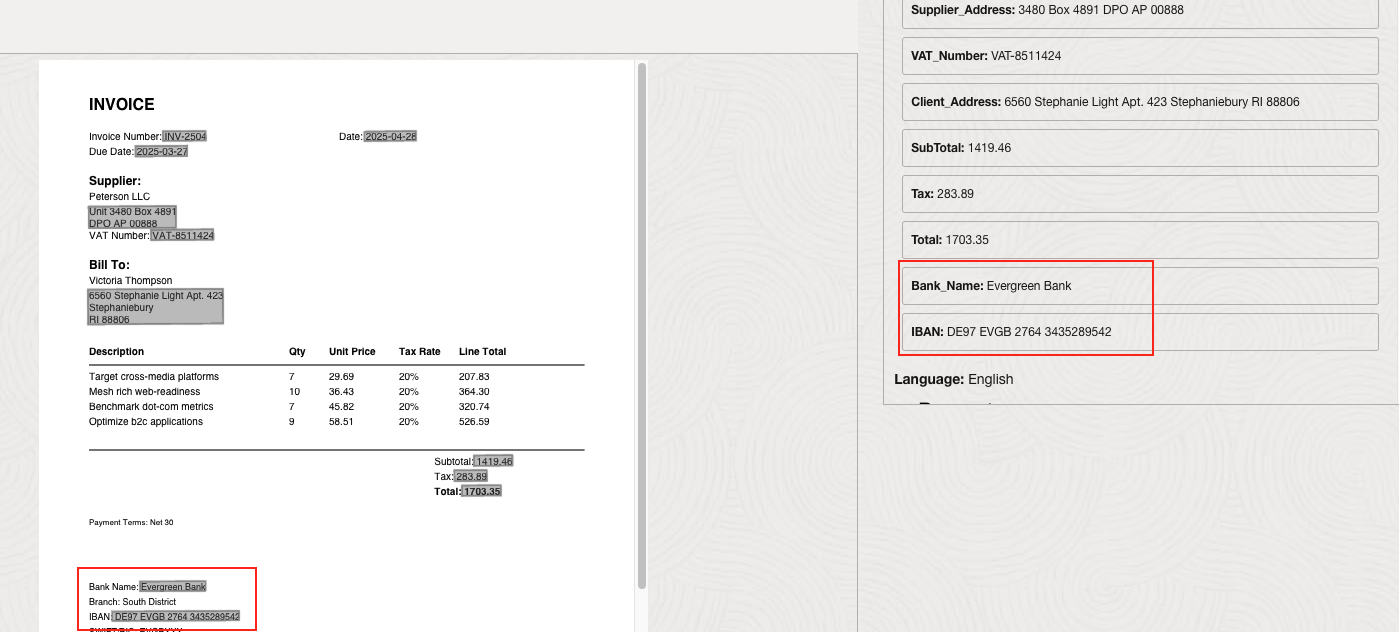 INVOICE
Invoice Number: INV-2504
Date: 2025-04-28
Due Date: 2025-03-27
Supplier:
Peterson LLC
Unit 3480 Box 4891
DPO AP 00888
VAT Number: VAT-8511424
Bill To:
Victoria Thompson
6560 Stephanie Light Apt. 423
Stephaniebury
RI 88806
Description Qty Unit Price Tax Rate Line Total
Target cross-media platforms 7 29.69 20% 207.83
Mesh rich web-readiness 10 36.43 20% 364.30
Benchmark dot-com metrics 7 45.82 20% 320.74
Optimize b2c applications 9 58.51 20% 526.59
Subtotal: 1419.46
Tax: 283.89
Total: 1703.35
Payment Terms: Net 30
Bank Name: Evergreen Bank
Branch: South District
IBAN: DE97 EVGB 2764 3435289542
Supplier_Address: 3480 Box 4891 DPO AP 00888
VAT_Number: VAT-8511424
Client_Address: 6560 Stephanie Light Apt. 423 Stephaniebury RI 88806
SubTotal: 1419.46
Tax: 283.89
Total: 1703.35
Bank_Name: Evergreen Bank
IBAN: DE97 EVGB 2764 3435289542
Language: English